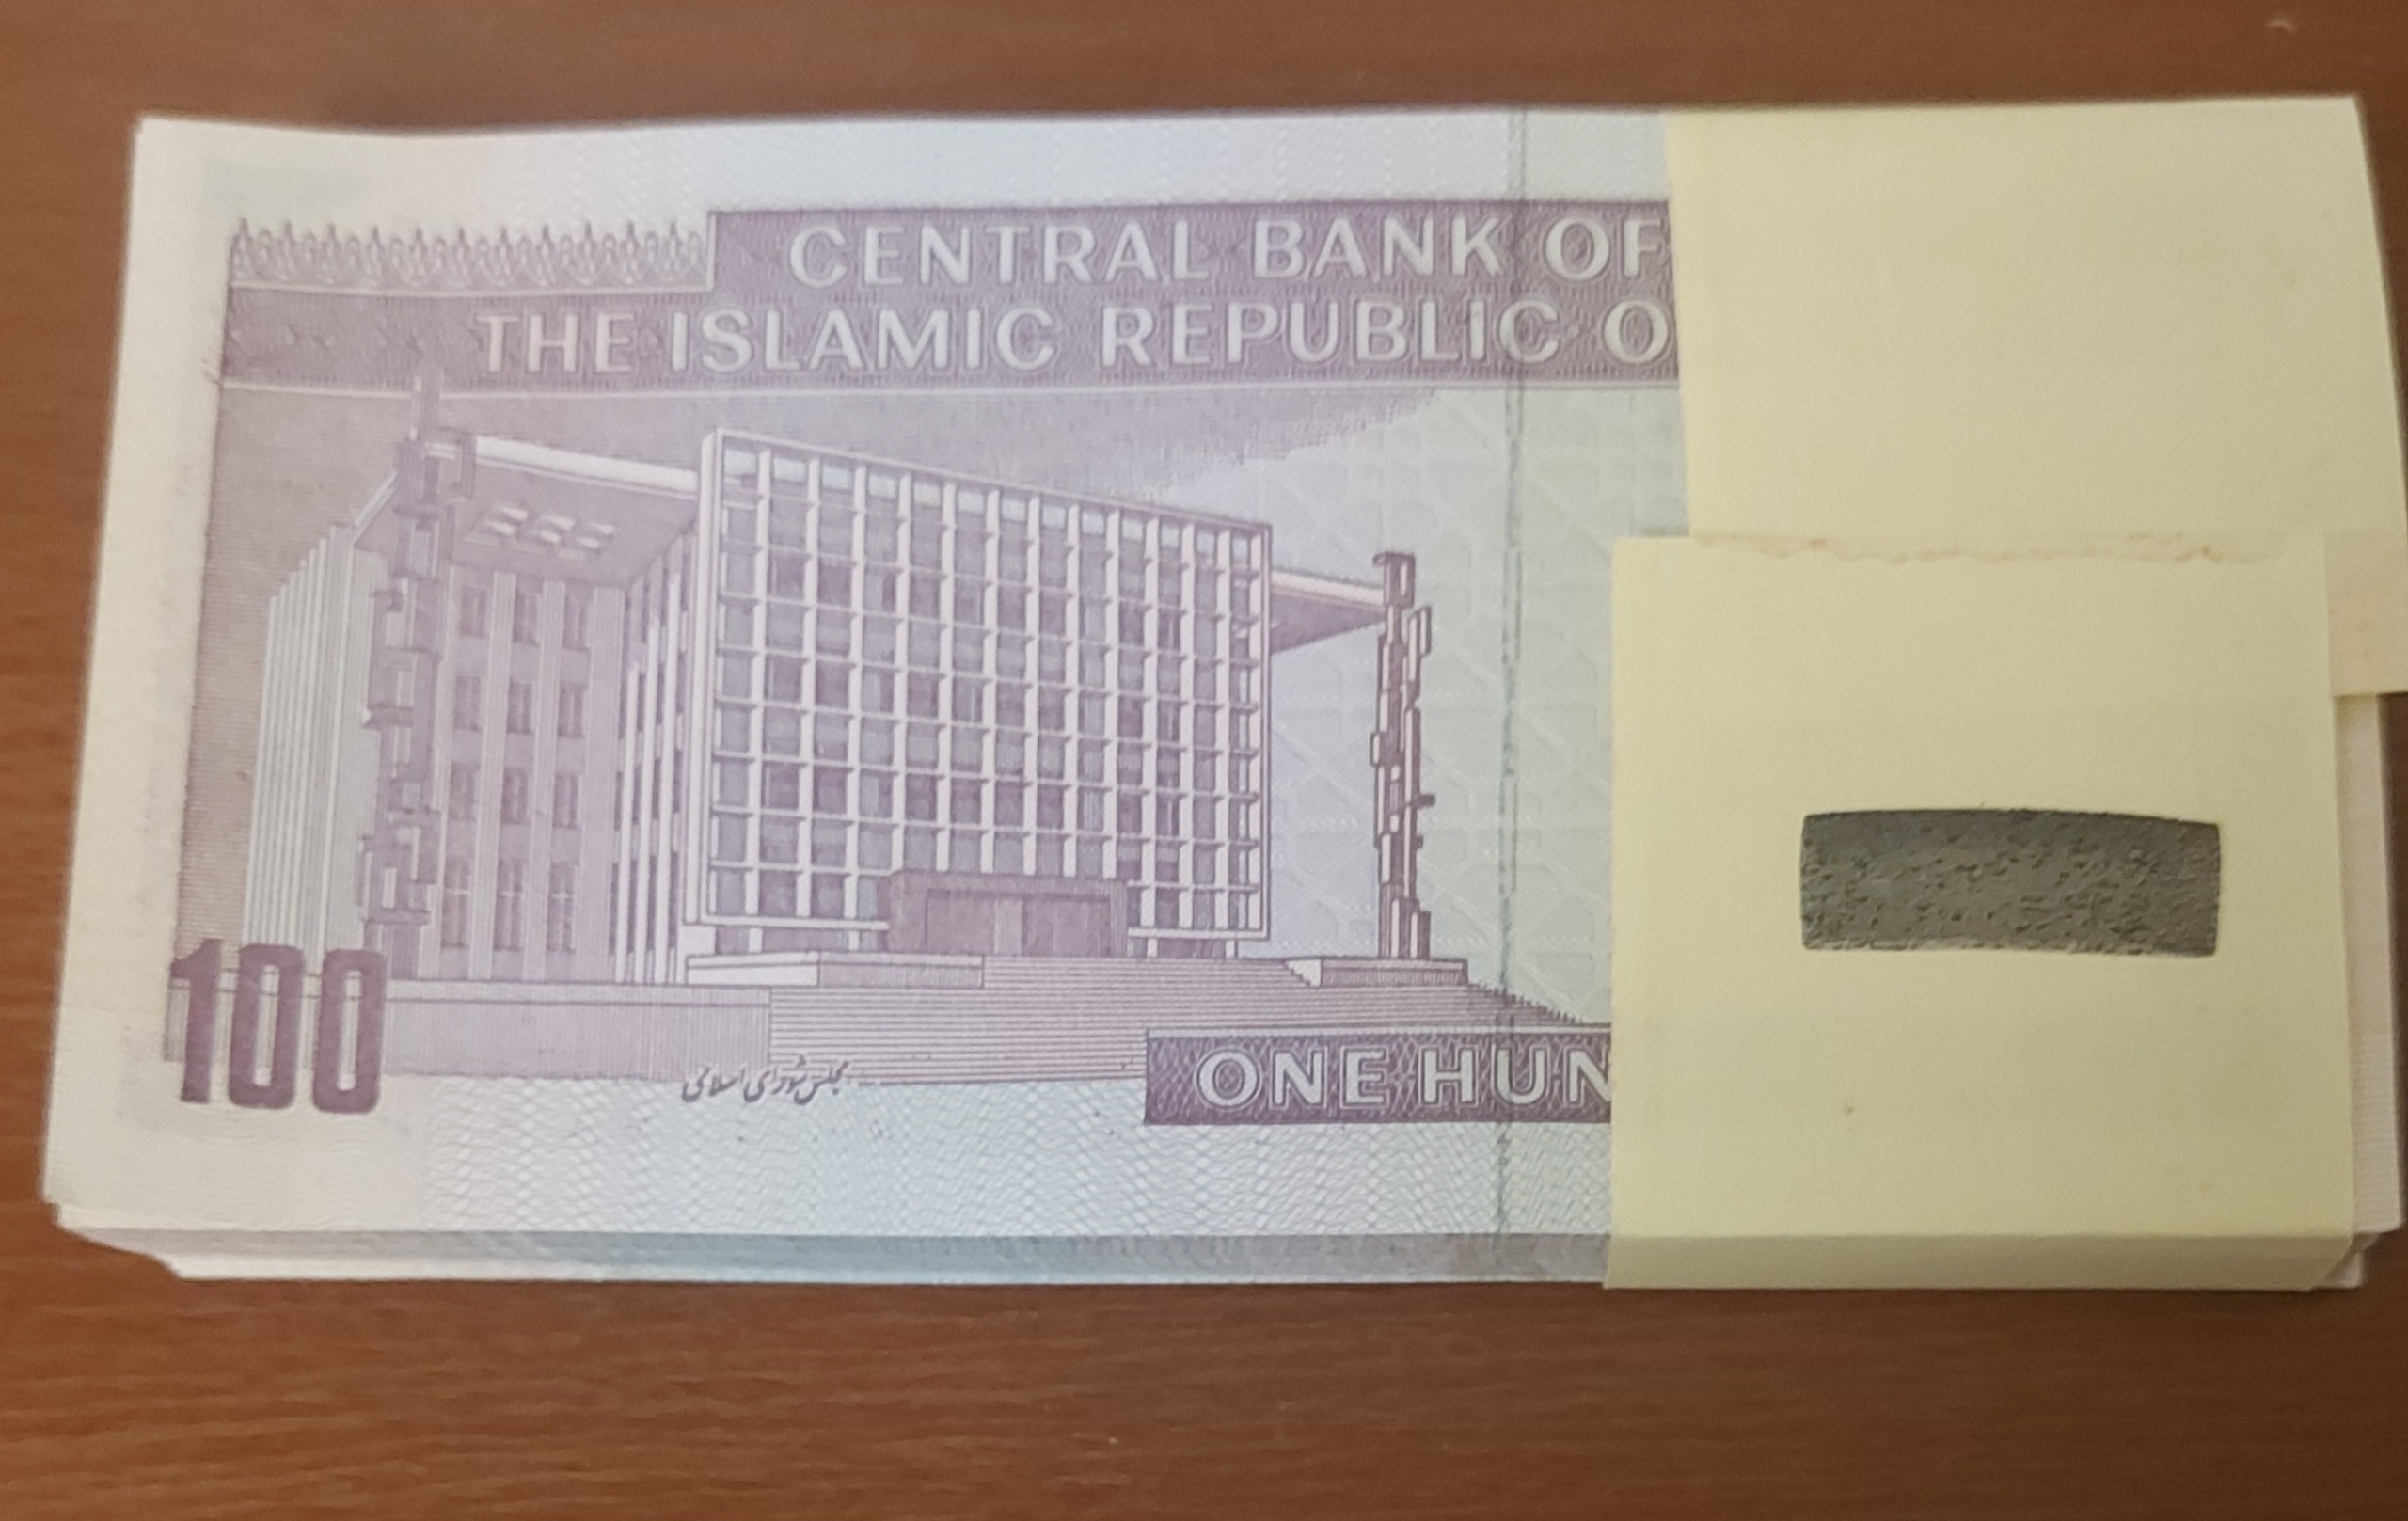 CENTRAL BANK OF
THE ISLAMIC REPUBLIC O
100
مجلس شورای اسلامی
ONE HUN